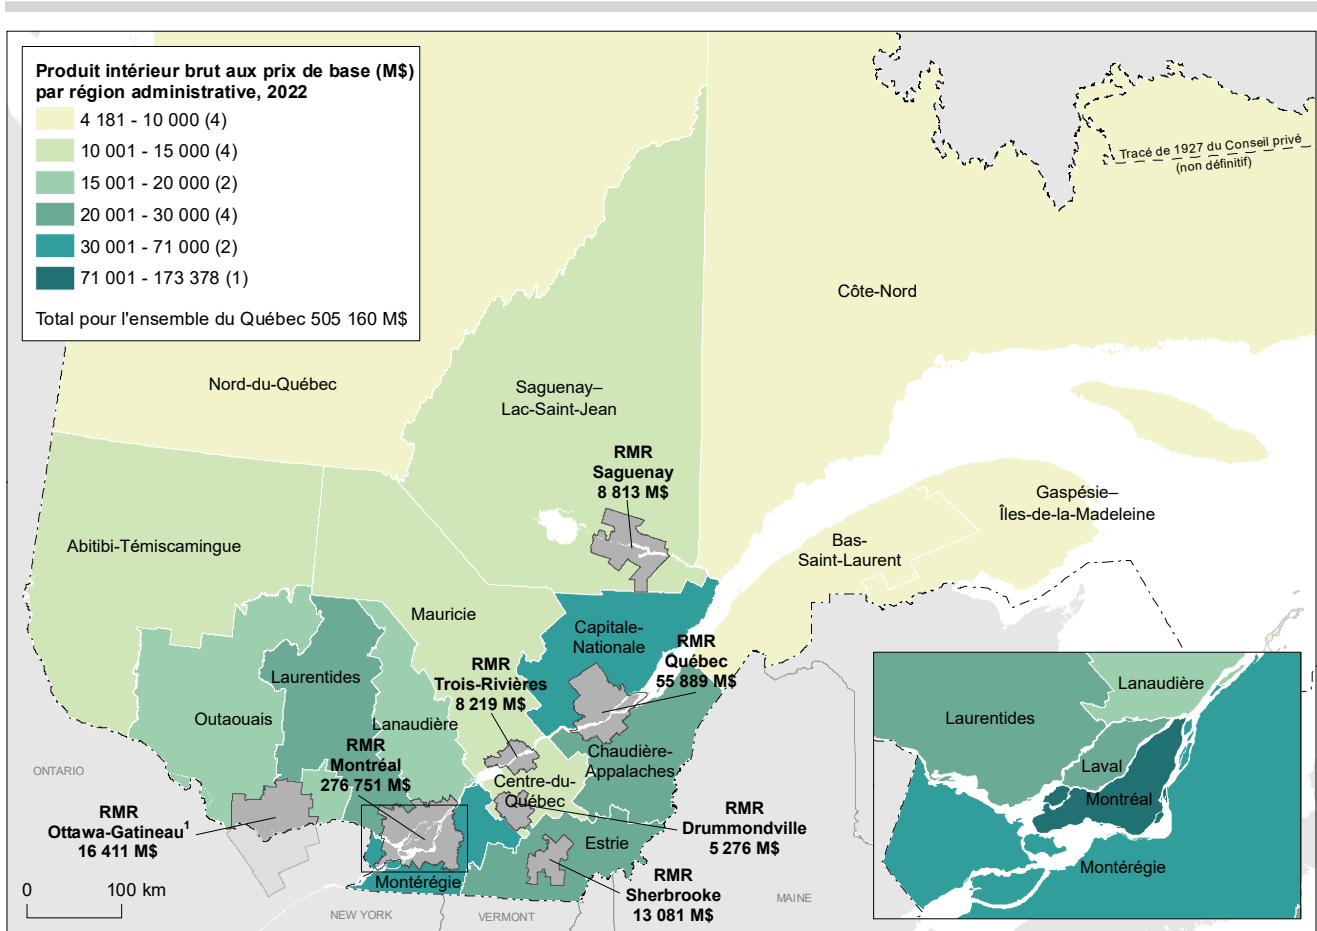 Produit intérieur brut aux prix de base (M$)
par région administrative, 2022
4 181 - 10 000 (4)
10 001 - 15 000 (4)
15 001 - 20 000 (2)
20 001 - 30 000 (4)
30 001 - 71 000 (2)
71 001 - 173 378 (1)
Total pour l'ensemble du Québec 505 160 M$
Tracé de 1927 du Conseil privé
(non définitif)
Côte-Nord
Nord-du-Québec
Saguenay–
Lac-Saint-Jean
RMR
Saguenay
8 813 M$
Gaspésie–
Îles-de-la-Madeleine
Bas-
Saint-Laurent
Abitibi-Témiscamingue
Mauricie
Capitale-
Nationale
RMR
Québec
55 889 M$
RMR
Trois-Rivières
8 219 M$
Laurentides
Outaouais
Lanaudière
RMR
Montréal
276 751 M$
Chaudière-
Appalaches
Centre-du-
Québec
ONTARIO
RMR
Ottawa-Gatineau¹
16 411 M$
RMR
Drummondville
5 276 M$
Estrie
RMR
Sherbrooke
13 081 M$
Montérégie
0 100 km
NEW YORK
VERMONT
MAINE
Lanaudière
Laurentides
Laval
Montréal
Montérégie